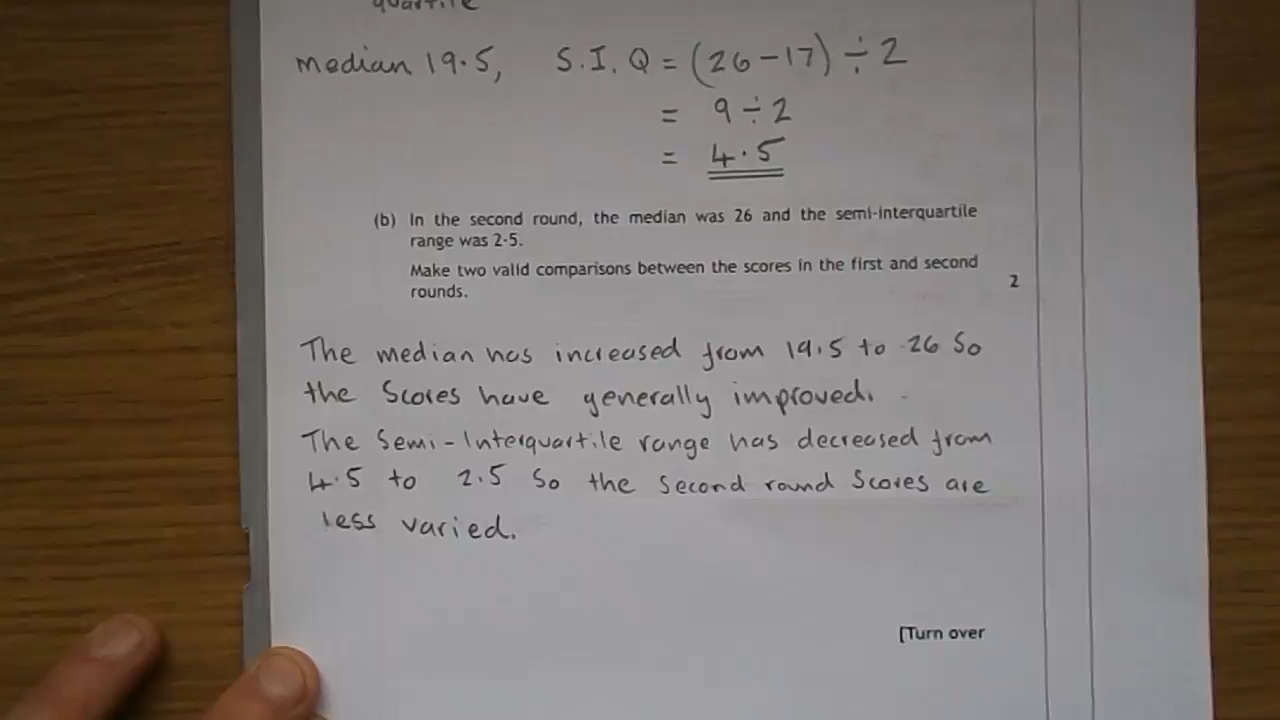 quartile
median 19.5, S.I.Q = (26-17) ÷ 2
= 9 ÷ 2
= 4.5
(b) In the second round, the median was 26 and the semi-interquartile
range was 2·5.
Make two valid comparisons between the scores in the first and second
rounds.
2
The median has increased from 19.5 to 26 so
the scores have generally improved.
The Semi-Interquartile range has decreased from
4.5 to 2.5 so the second round scores are
less varied.
[Turn over